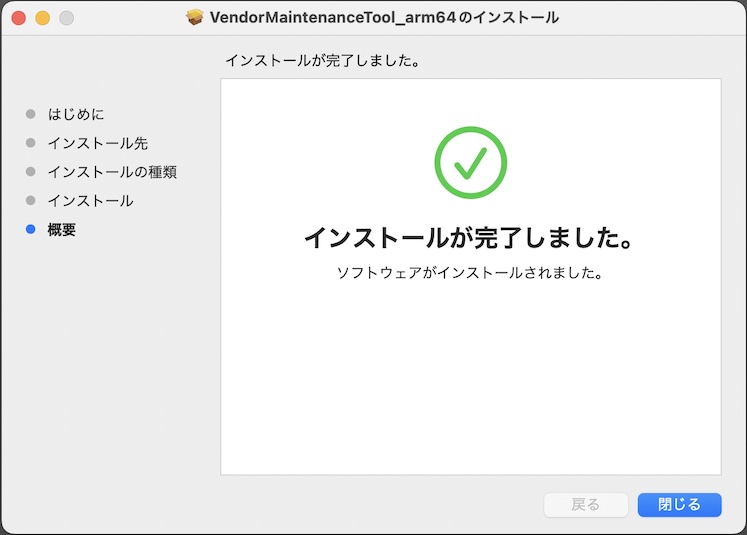 VendorMaintenanceTool_arm64のインストール
インストールが完了しました。
はじめに
インストール先
インストールの種類
インストール
概要
インストールが完了しました。
ソフトウェアがインストールされました。
戻る
閉じる